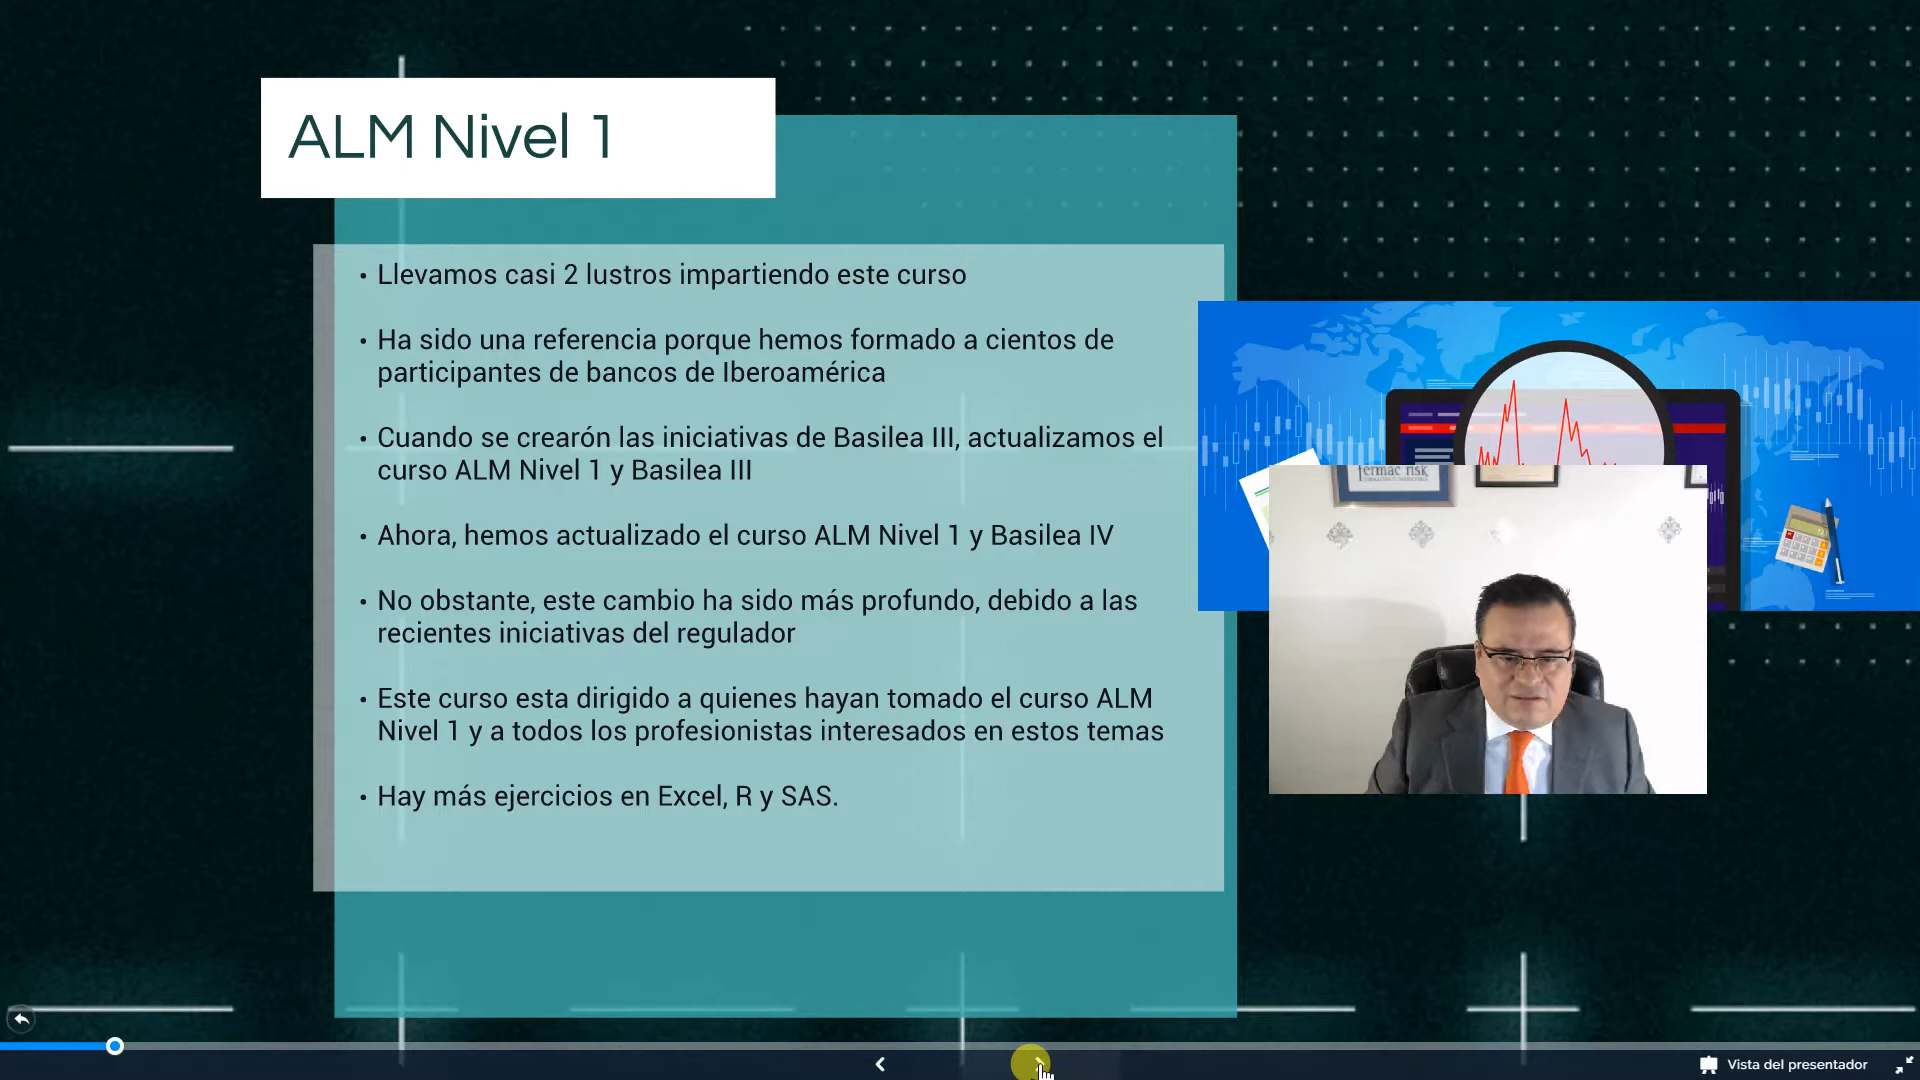 ALM Nivel 1
• Llevamos casi 2 lustros impartiendo este curso
• Ha sido una referencia porque hemos formado a cientos de
participantes de bancos de Iberoamérica
• Cuando se crearón las iniciativas de Basilea III, actualizamos el
curso ALM Nivel 1 y Basilea III
• Ahora, hemos actualizado el curso ALM Nivel 1 y Basilea IV
• No obstante, este cambio ha sido más profundo, debido a las
recientes iniciativas del regulador
• Este curso esta dirigido a quienes hayan tomado el curso ALM
Nivel 1 y a todos los profesionistas interesados en estos temas
• Hay más ejercicios en Excel, R y SAS.
fermac risk
Vista del presentador